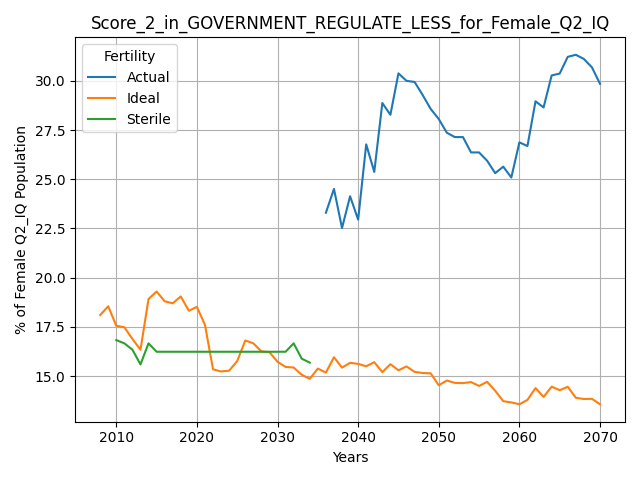 Score_2_in_GOVERNMENT_REGULATE_LESS_for_Female_Q2_IQ
Fertility
Actual
Ideal
Sterile
% of Female Q2_IQ Population
30.0
27.5
25.0
22.5
20.0
17.5
15.0
2010 2020 2030 2040 2050 2060 2070
Years